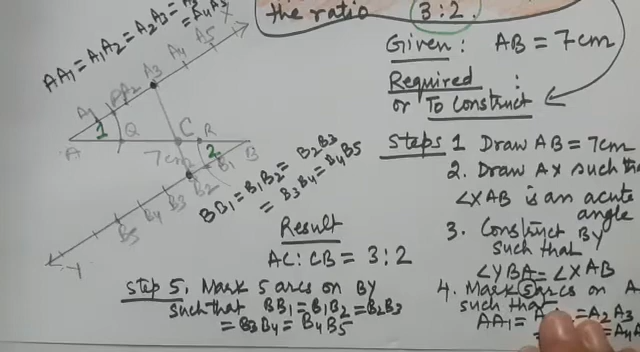 the ratio 3:2.
Given : AB = 7cm
Required :
or To Construct
AA1 = A1A2 = A2A3 =
X
A5
A4
A3
A2
P
A1
1
A
Q
C
R
7cm
2
B1
B
B2
B3
B4
B5
Y
BB1 = B1B2 = B2B3
= B3B4 = B4B5
Result
AC : CB = 3:2
Steps 1 Draw AB = 7cm
2. Draw AX such
∠XAB is an acute
angle
3. Construct BY
such that
∠YBA = ∠XAB
4. Mark 5 arcs on
such that
AA1 = = A2A3
Step 5. Mark 5 arcs on BY
such that BB1 = B1B2 = B2B3
= B3B4 = B4B5